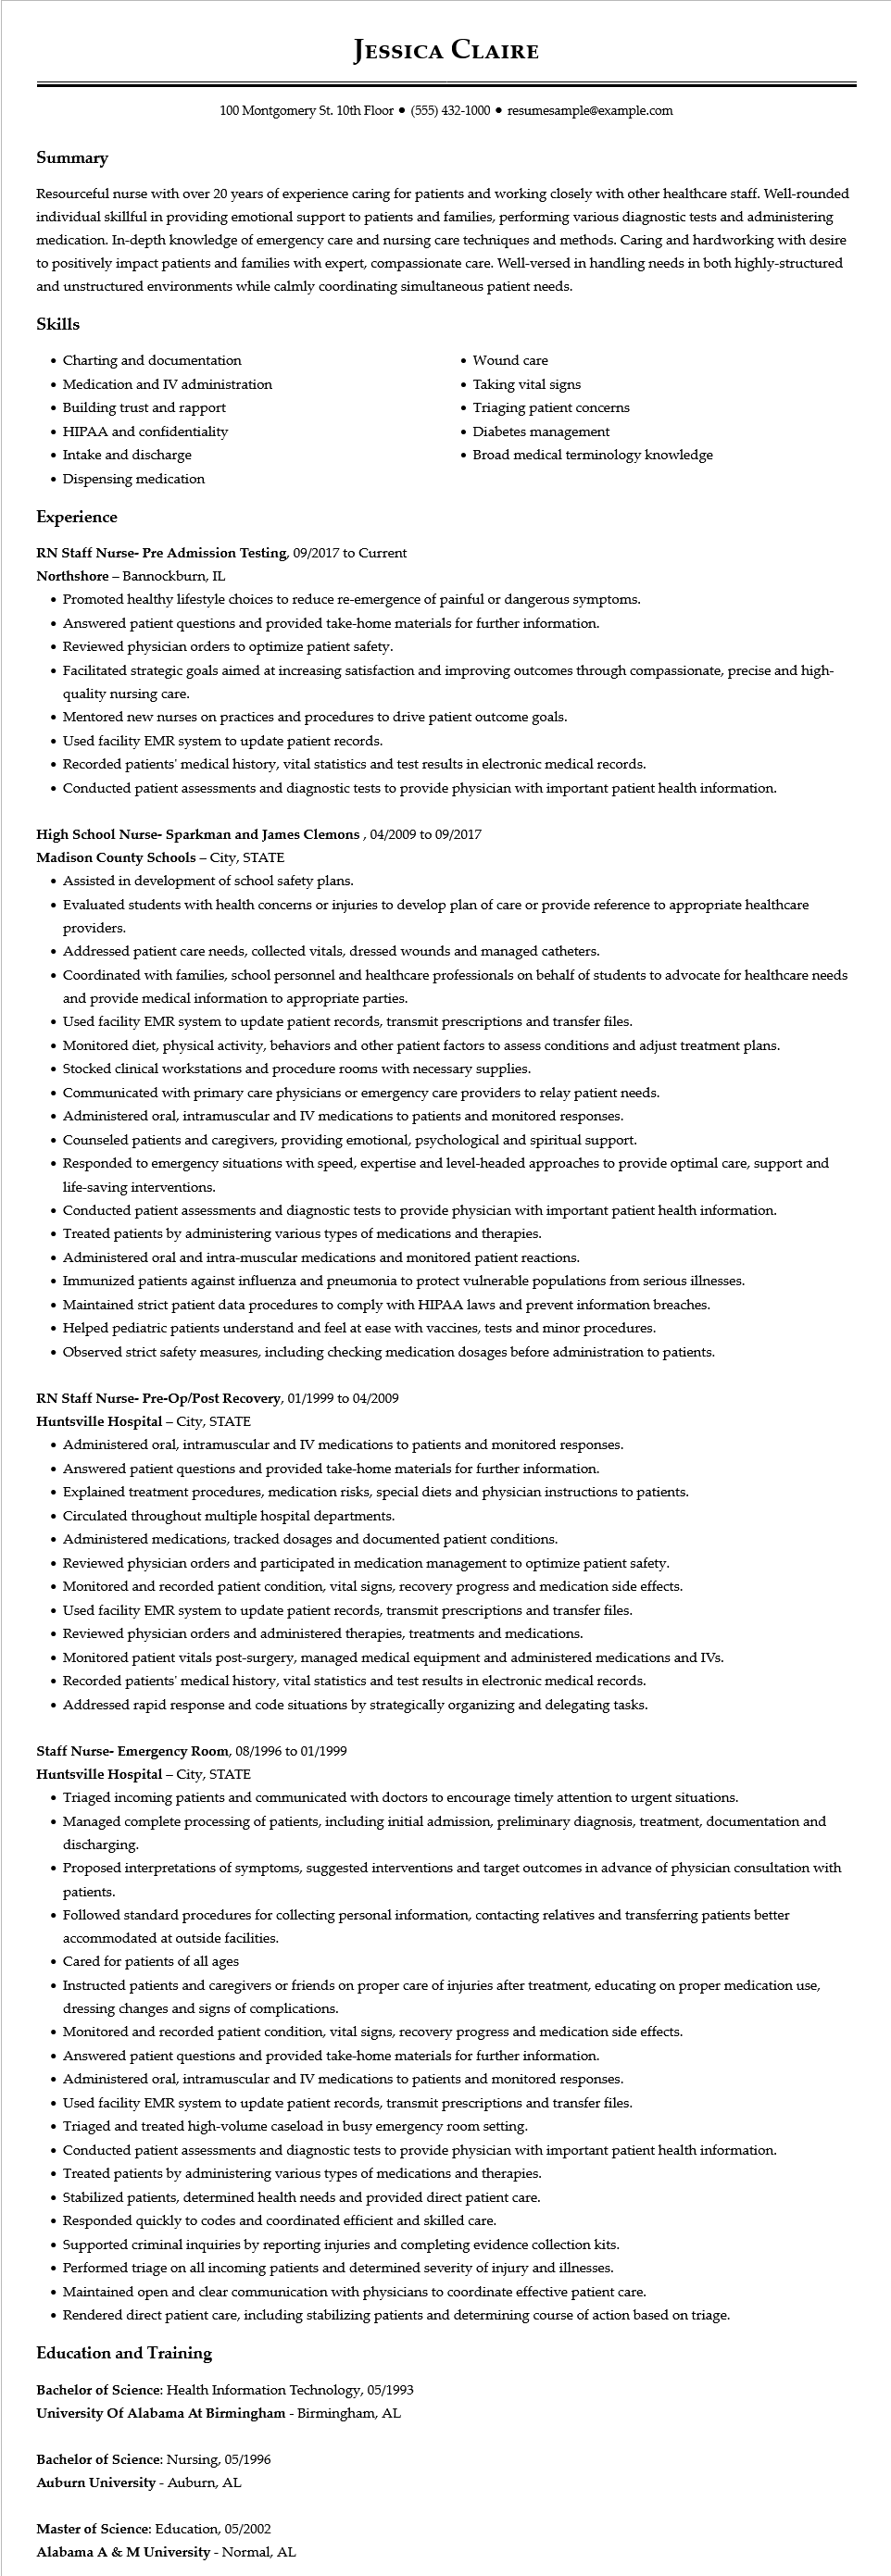 Jessica Claire
100 Montgomery St. 10th Floor ● (555) 432-1000 ● resumesample@example.com
Summary
Resourceful nurse with over 20 years of experience caring for patients and working closely with other healthcare staff. Well-rounded
individual skillful in providing emotional support to patients and families, performing various diagnostic tests and administering
medication. In-depth knowledge of emergency care and nursing care techniques and methods. Caring and hardworking with desire
to positively impact patients and families with expert, compassionate care. Well-versed in handling needs in both highly-structured
and unstructured environments while calmly coordinating simultaneous patient needs.
Skills
• Charting and documentation
• Medication and IV administration
• Building trust and rapport
• HIPAA and confidentiality
• Intake and discharge
• Dispensing medication
• Wound care
• Taking vital signs
• Triaging patient concerns
• Diabetes management
• Broad medical terminology knowledge
Experience
RN Staff Nurse- Pre Admission Testing, 09/2017 to Current
Northshore – Bannockburn, IL
• Promoted healthy lifestyle choices to reduce re-emergence of painful or dangerous symptoms.
• Answered patient questions and provided take-home materials for further information.
• Reviewed physician orders to optimize patient safety.
• Facilitated strategic goals aimed at increasing satisfaction and improving outcomes through compassionate, precise and high-
quality nursing care.
• Mentored new nurses on practices and procedures to drive patient outcome goals.
• Used facility EMR system to update patient records.
• Recorded patients' medical history, vital statistics and test results in electronic medical records.
• Conducted patient assessments and diagnostic tests to provide physician with important patient health information.
High School Nurse- Sparkman and James Clemons , 04/2009 to 09/2017
Madison County Schools – City, STATE
• Assisted in development of school safety plans.
• Evaluated students with health concerns or injuries to develop plan of care or provide reference to appropriate healthcare
providers.
• Addressed patient care needs, collected vitals, dressed wounds and managed catheters.
• Coordinated with families, school personnel and healthcare professionals on behalf of students to advocate for healthcare needs
and provide medical information to appropriate parties.
• Used facility EMR system to update patient records, transmit prescriptions and transfer files.
• Monitored diet, physical activity, behaviors and other patient factors to assess conditions and adjust treatment plans.
• Stocked clinical workstations and procedure rooms with necessary supplies.
• Communicated with primary care physicians or emergency care providers to relay patient needs.
• Administered oral, intramuscular and IV medications to patients and monitored responses.
• Counseled patients and caregivers, providing emotional, psychological and spiritual support.
• Responded to emergency situations with speed, expertise and level-headed approaches to provide optimal care, support and
life-saving interventions.
• Conducted patient assessments and diagnostic tests to provide physician with important patient health information.
• Treated patients by administering various types of medications and therapies.
• Administered oral and intra-muscular medications and monitored patient reactions.
• Immunized patients against influenza and pneumonia to protect vulnerable populations from serious illnesses.
• Maintained strict patient data procedures to comply with HIPAA laws and prevent information breaches.
• Helped pediatric patients understand and feel at ease with vaccines, tests and minor procedures.
• Observed strict safety measures, including checking medication dosages before administration to patients.
RN Staff Nurse- Pre-Op/Post Recovery, 01/1999 to 04/2009
Huntsville Hospital – City, STATE
• Administered oral, intramuscular and IV medications to patients and monitored responses.
• Answered patient questions and provided take-home materials for further information.
• Explained treatment procedures, medication risks, special diets and physician instructions to patients.
• Circulated throughout multiple hospital departments.
• Administered medications, tracked dosages and documented patient conditions.
• Reviewed physician orders and participated in medication management to optimize patient safety.
• Monitored and recorded patient condition, vital signs, recovery progress and medication side effects.
• Used facility EMR system to update patient records, transmit prescriptions and transfer files.
• Reviewed physician orders and administered therapies, treatments and medications.
• Monitored patient vitals post-surgery, managed medical equipment and administered medications and IVs.
• Recorded patients' medical history, vital statistics and test results in electronic medical records.
• Addressed rapid response and code situations by strategically organizing and delegating tasks.
Staff Nurse- Emergency Room, 08/1996 to 01/1999
Huntsville Hospital – City, STATE
• Triaged incoming patients and communicated with doctors to encourage timely attention to urgent situations.
• Managed complete processing of patients, including initial admission, preliminary diagnosis, treatment, documentation and
discharging.
• Proposed interpretations of symptoms, suggested interventions and target outcomes in advance of physician consultation with
patients.
• Followed standard procedures for collecting personal information, contacting relatives and transferring patients better
accommodated at outside facilities.
• Cared for patients of all ages
• Instructed patients and caregivers or friends on proper care of injuries after treatment, educating on proper medication use,
dressing changes and signs of complications.
• Monitored and recorded patient condition, vital signs, recovery progress and medication side effects.
• Answered patient questions and provided take-home materials for further information.
• Administered oral, intramuscular and IV medications to patients and monitored responses.
• Used facility EMR system to update patient records, transmit prescriptions and transfer files.
• Triaged and treated high-volume caseload in busy emergency room setting.
• Conducted patient assessments and diagnostic tests to provide physician with important patient health information.
• Treated patients by administering various types of medications and therapies.
• Stabilized patients, determined health needs and provided direct patient care.
• Responded quickly to codes and coordinated efficient and skilled care.
• Supported criminal inquiries by reporting injuries and completing evidence collection kits.
• Performed triage on all incoming patients and determined severity of injury and illnesses.
• Maintained open and clear communication with physicians to coordinate effective patient care.
• Rendered direct patient care, including stabilizing patients and determining course of action based on triage.
Education and Training
Bachelor of Science: Health Information Technology, 05/1993
University Of Alabama At Birmingham - Birmingham, AL
Bachelor of Science: Nursing, 05/1996
Auburn University - Auburn, AL
Master of Science: Education, 05/2002
Alabama A & M University - Normal, AL